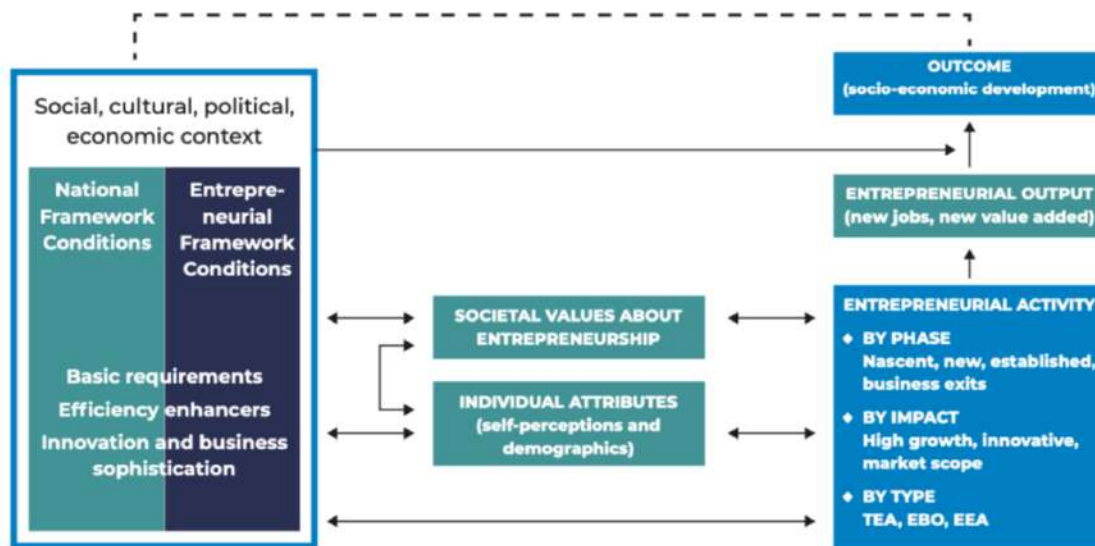 Social, cultural, political,
economic context
National
Framework
Conditions
Entrepre-
neurial
Framework
Conditions
Basic requirements
Efficiency enhancers
Innovation and business
sophistication
SOCIETAL VALUES ABOUT
ENTREPRENEURSHIP
INDIVIDUAL ATTRIBUTES
(self-perceptions and
demographics)
OUTCOME
(socio-economic development)
ENTREPRENEURIAL OUTPUT
(new jobs, new value added)
ENTREPRENEURIAL ACTIVITY
◆ BY PHASE
Nascent, new, established,
business exits
◆ BY IMPACT
High growth, innovative,
market scope
◆ BY TYPE
TEA, EBO, EEA